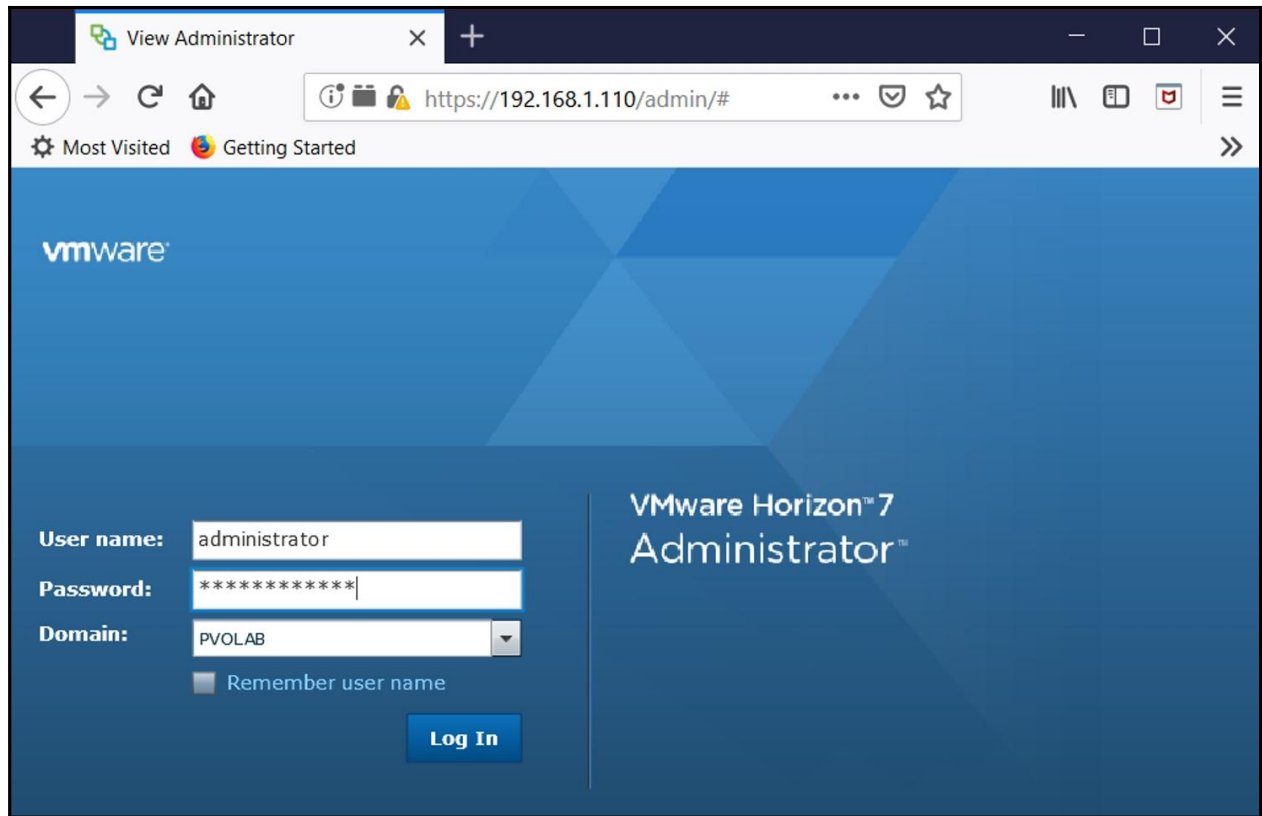 View Administrator
https://192.168.1.110/admin/#
Most Visited Getting Started
vmware
VMware Horizon™ 7
Administrator™
User name: administrator
Password: ************
Domain: PVOLAB
Remember user name
Log In